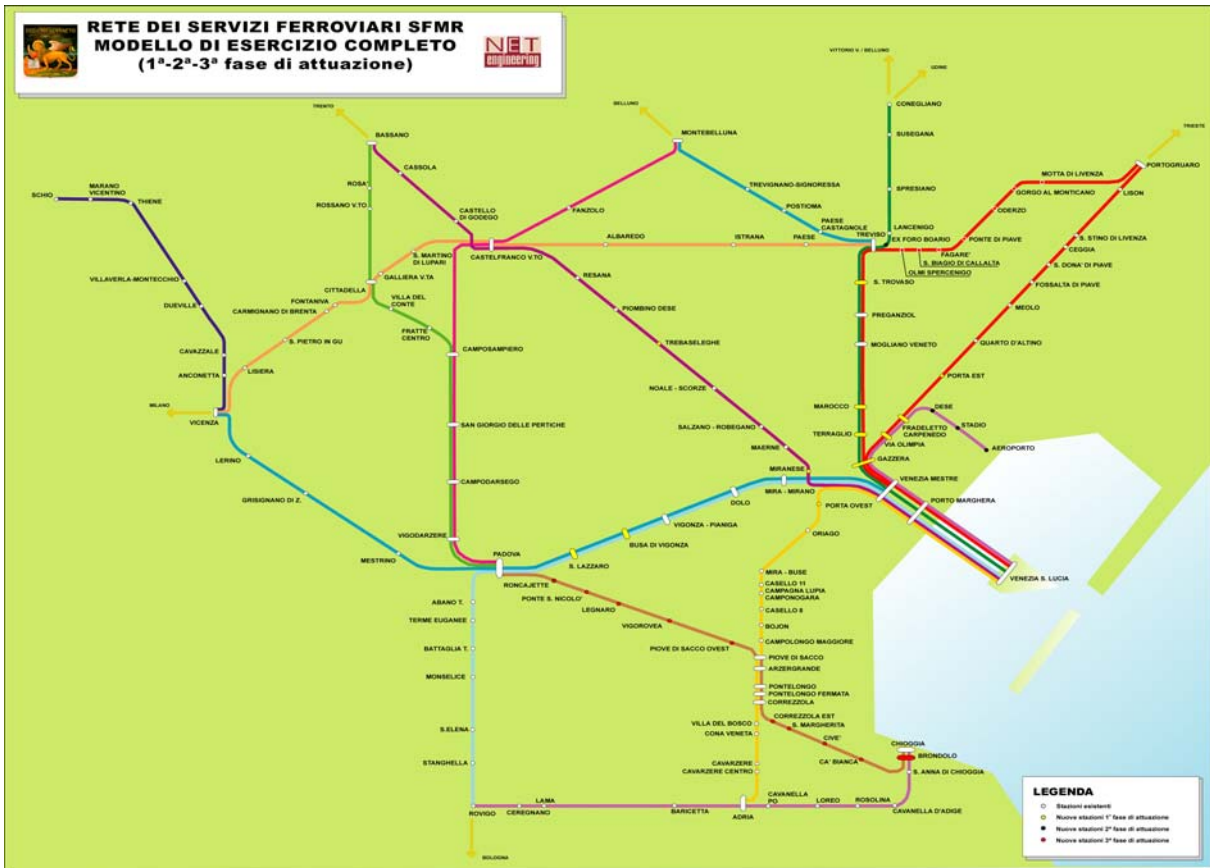 RETE DEI SERVIZI FERROVIARI SFMR
MODELLO DI ESERCIZIO COMPLETO
(1ª-2ª-3ª fase di attuazione)
NET
engineering
VITTORIO V. / BELLUNO
UDINE
TRENTO
BELLUNO
TRIESTE
CONEGLIANO
BASSANO
MONTEBELLUNA
SUSEGANA
PORTOGRUARO
CASSOLA
MOTTA DI LIVENZA
SCHIO
MARANO
VICENTINO
THIENE
ROSA'
TREVIGNANO-SIGNORESSA
SPRESIANO
GORGO AL MONTICANO
LISON
ROSSANO V.TO
CASTELLO
DI GODEGO
FANZOLO
POSTIOMA
ODERZO
PAESE
CASTAGNOLE
LANCENIGO
TREVISO
EX FORO BOARIO
PONTE DI PIAVE
S. STINO DI LIVENZA
ALBAREDO
ISTRANA
PAESE
CEGGIA
S. MARTINO
DI LUPARI
CASTELFRANCO V.TO
FAGARE'
S. BIAGIO DI CALLALTA
OLMI SPERCENIGO
S. DONA' DI PIAVE
GALLIERA V.TA
RESANA
S. TROVASO
FOSSALTA DI PIAVE
VILLAVERLA-MONTECCHIO
CITTADELLA
DUEVILLE
FONTANIVA
CARMIGNANO DI BRENTA
VILLA DEL
CONTE
PIOMBINO DESE
PREGANZIOL
MEOLO
FRATTE
CENTRO
S. PIETRO IN GU
TREBASELEGHE
MOGLIANO VENETO
QUARTO D'ALTINO
CAVAZZALE
CAMPOSAMPIERO
ANCONETTA
LISIERA
NOALE - SCORZE
PORTA EST
MILANO
VICENZA
MAROCCO
DESE
SAN GIORGIO DELLE PERTICHE
SALZANO - ROBEGANO
FRADELETTO
CARPENEDO
STADIO
TERRAGLIO
VIA OLIMPIA
MAERNE
AEROPORTO
LERINO
GAZZERA
MIRANESE
VENEZIA MESTRE
CAMPODARSEGO
MIRA - MIRANO
GRISIGNANO DI Z.
DOLO
PORTA OVEST
PORTO MARGHERA
VIGONZA - PIANIGA
VIGODARZERE
BUSA DI VIGONZA
ORIAGO
MESTRINO
PADOVA
S. LAZZARO
VENEZIA S. LUCIA
MIRA - BUSE
RONCAJETTE
CASELLO 11
CAMPAGNA LUPIA
CAMPONOGARA
PONTE S. NICOLO'
ABANO T.
LEGNARO
CASELLO 8
TERME EUGANEE
VIGOROVEA
BOJON
BATTAGLIA T.
PIOVE DI SACCO OVEST
CAMPOLONGO MAGGIORE
PIOVE DI SACCO
ARZERGRANDE
MONSELICE
PONTELONGO
PONTELONGO FERMATA
CORREZZOLA
CORREZZOLA EST
S. MARGHERITA
VILLA DEL BOSCO
CONA VENETA
S.ELENA
CIVE'
CHIOGGIA
BRONDOLO
STANGHELLA
CAVARZERE
CAVARZERE CENTRO
CA' BIANCA
S. ANNA DI CHIOGGIA
LAMA
CEREGNANO
ROVIGO
BARICETTA
ADRIA
CAVANELLA
PO
LOREO
ROSOLINA
CAVANELLA D'ADIGE
BOLOGNA
LEGENDA
Stazioni esistenti
Nuove stazioni 1ª fase di attuazione
Nuove stazioni 2ª fase di attuazione
Nuove stazioni 3ª fase di attuazione